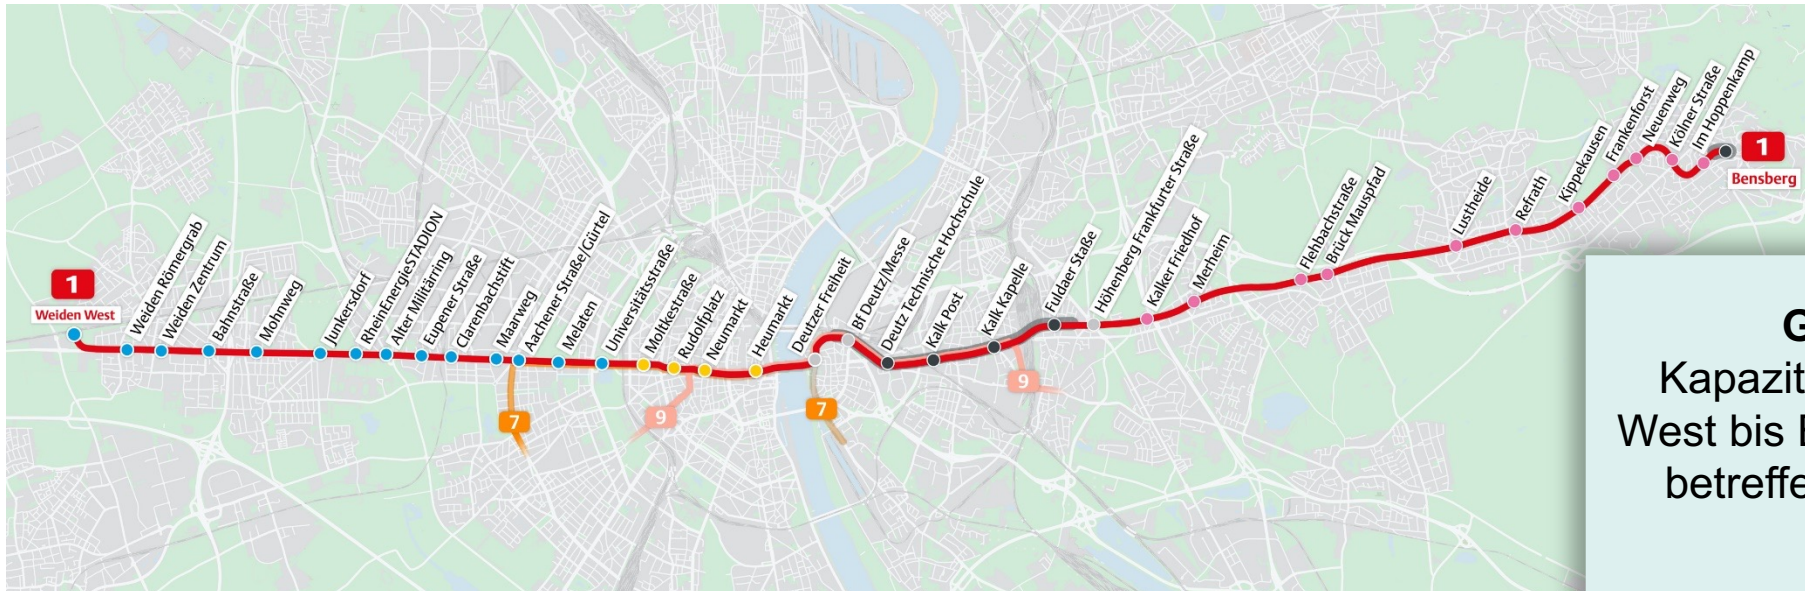 1
Weiden West
Weiden Römergrab
Weiden Zentrum
Bahnstraße
Mohnweg
Junkersdorf
RheinEnergieSTADION
Alter Militärring
Eupener Straße
Clarenbachstift
Maarweg
Aachener Straße/Gürtel
Melaten
Universitätsstraße
Moltkestraße
Rudolfplatz
Neumarkt
Heumarkt
Deutzer Freiheit
Bf Deutz/Messe
Deutz Technische Hochschule
Kalk Post
Kalk Kapelle
Fuldaer Straße
Höhenberg Frankfurter Straße
Kalker Friedhof
Merheim
Flehbachstraße
Brück Mauspfad
Lustheide
Refrath
Kippekausen
Frankenforst
Neuenweg
Kölner Straße
Im Hoppenkamp
1
Bensberg
7
9
7
9
G
Kapazit
West bis
betreffe